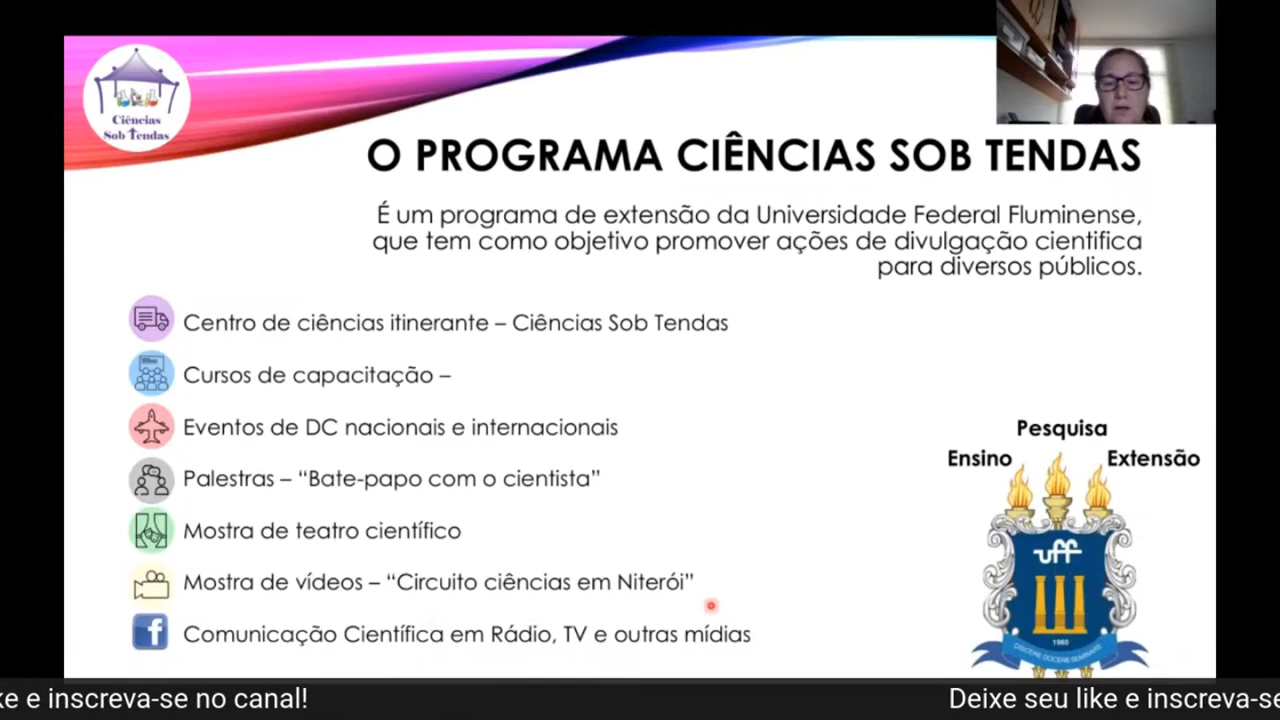 Ciências
Sob Tendas
O PROGRAMA CIÊNCIAS SOB TENDAS
É um programa de extensão da Universidade Federal Fluminense,
que tem como objetivo promover ações de divulgação cientifica
para diversos públicos.
Centro de ciências itinerante – Ciências Sob Tendas
Cursos de capacitação –
Eventos de DC nacionais e internacionais
Palestras – “Bate-papo com o cientista”
Mostra de teatro científico
Mostra de vídeos – “Circuito ciências em Niterói”
Comunicação Científica em Rádio, TV e outras mídias
Pesquisa
Ensino
Extensão
uff
1960
DISCERE DOCERE SEMINARE
ke e inscreva-se no canal!
Deixe seu like e inscreva-se